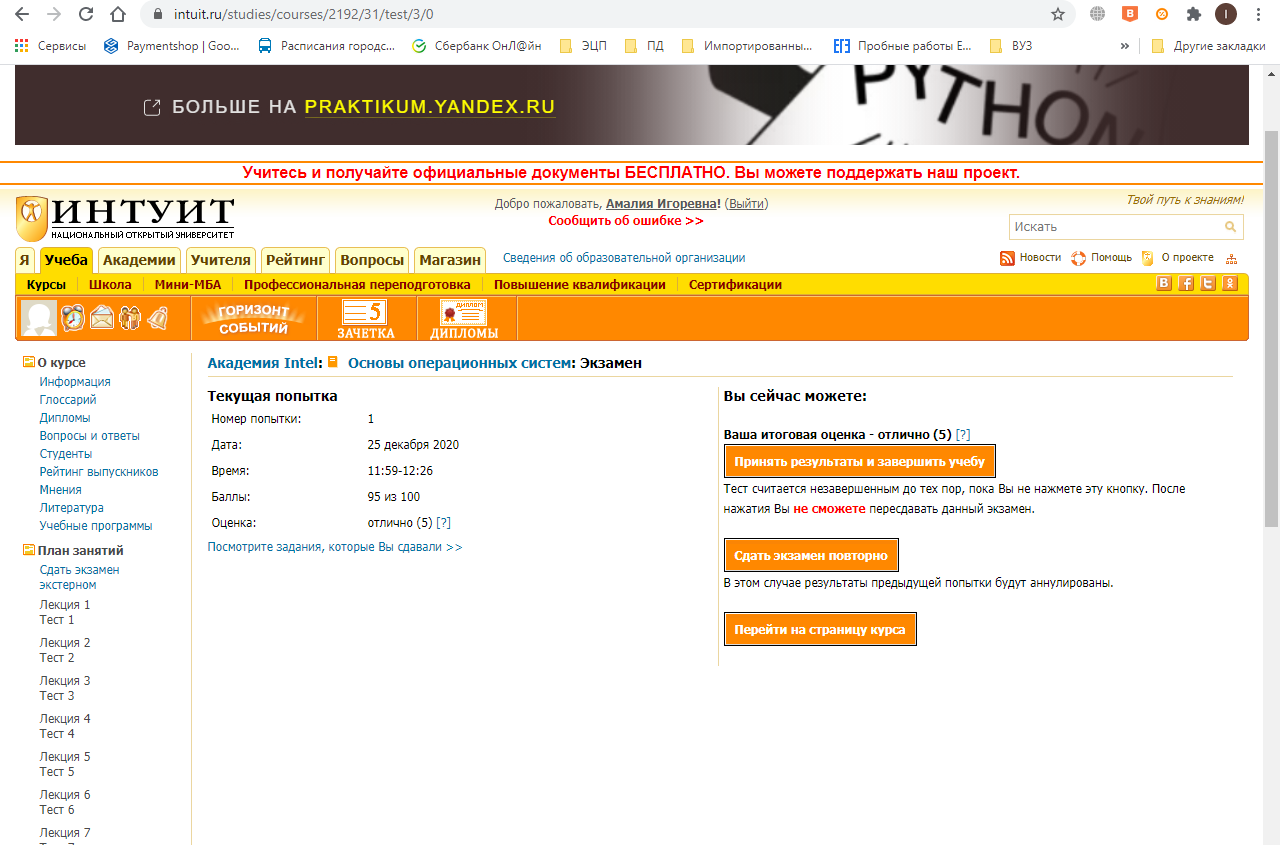 intuit.ru/studies/courses/2192/31/test/3/0
I
Сервисы
Paymentshop | Goo...
Расписания городс...
Сбербанк ОнЛ@йн
ЭЦП
ПД
Импортированны...
Пробные работы Е...
ВУЗ
»
Другие закладки
БОЛЬШЕ НА PRAKTIKUM.YANDEX.RU
PYTHON
Учитесь и получайте официальные документы БЕСПЛАТНО. Вы можете поддержать наш проект.
ИНТУИТ
НАЦИОНАЛЬНЫЙ ОТКРЫТЫЙ УНИВЕРСИТЕТ
Добро пожаловать, Амалия Игоревна! (Выйти)
Сообщить об ошибке >>
Твой путь к знаниям!
Искать
Я
Учеба
Академии
Учителя
Рейтинг
Вопросы
Магазин
Сведения об образовательной организации
Новости
Помощь
О проекте
Курсы
Школа
Мини-МБА
Профессиональная переподготовка
Повышение квалификации
Сертификации
ГОРИЗОНТ
СОБЫТИЙ
5
ЗАЧЕТКА
ДИПЛОМ
ДИПЛОМЫ
О курсе
Информация
Глоссарий
Дипломы
Вопросы и ответы
Студенты
Рейтинг выпускников
Мнения
Литература
Учебные программы
План занятий
Сдать экзамен
экстерном
Лекция 1
Тест 1
Лекция 2
Тест 2
Лекция 3
Тест 3
Лекция 4
Тест 4
Лекция 5
Тест 5
Лекция 6
Тест 6
Лекция 7
Академия Intel: Основы операционных систем: Экзамен
Текущая попытка
Номер попытки: 1
Дата: 25 декабря 2020
Время: 11:59-12:26
Баллы: 95 из 100
Оценка: отлично (5) [?]
Посмотрите задания, которые Вы сдавали >>
Вы сейчас можете:
Ваша итоговая оценка - отлично (5) [?]
Принять результаты и завершить учебу
Тест считается незавершенным до тех пор, пока Вы не нажмете эту кнопку. После
нажатия Вы не сможете пересдавать данный экзамен.
Сдать экзамен повторно
В этом случае результаты предыдущей попытки будут аннулированы.
Перейти на страницу курса